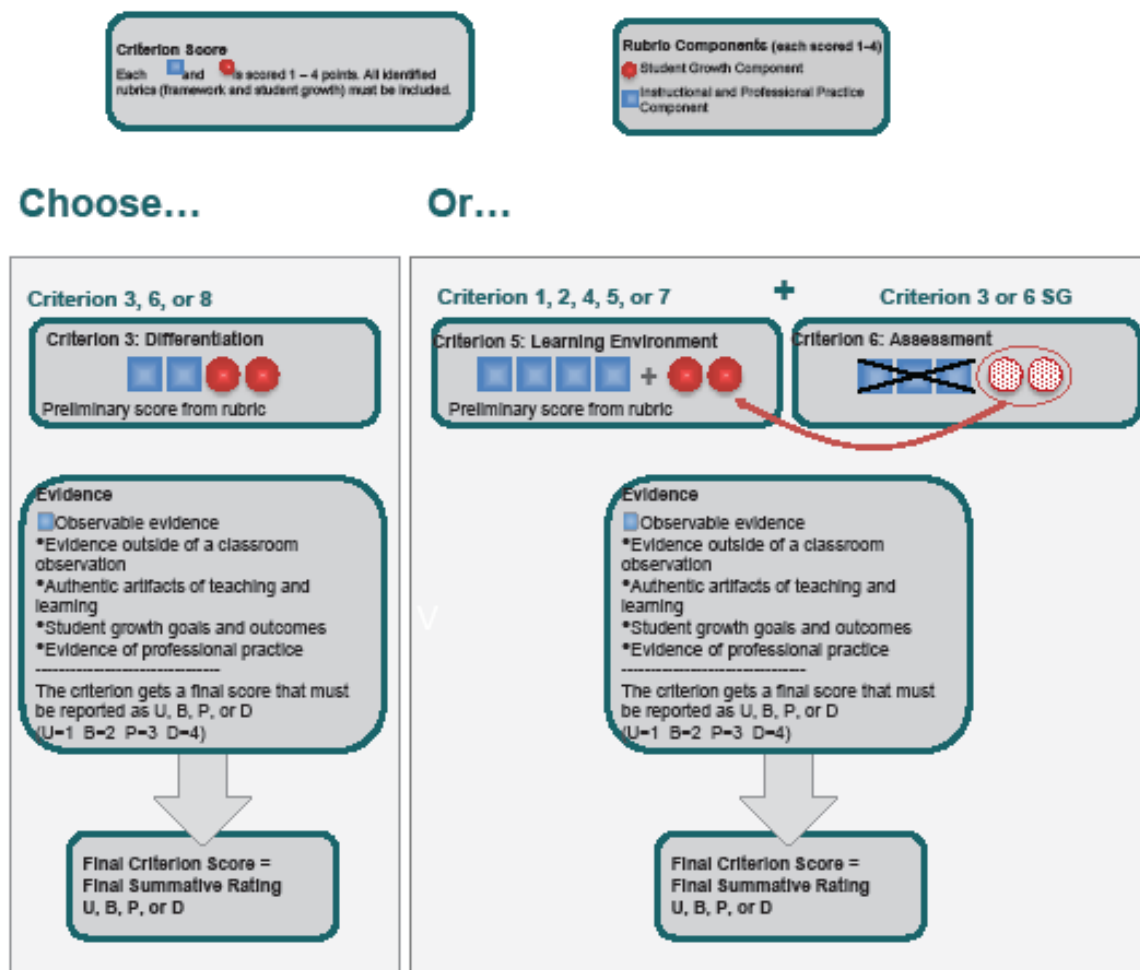 Criterion Score
Each and is scored 1 – 4 points. All identified
rubrics (framework and student growth) must be included.
Rubric Components (each scored 1–4)
Student Growth Component
Instructional and Professional Practice
Component
Choose…
Or…
Criterion 3, 6, or 8
Criterion 3: Differentiation
Preliminary score from rubric
Evidence
Observable evidence
•Evidence outside of a classroom
observation
•Authentic artifacts of teaching and
learning
•Student growth goals and outcomes
•Evidence of professional practice
--------------------------------
The criterion gets a final score that must
be reported as U, B, P, or D
(U=1 B=2 P=3 D=4)
Final Criterion Score =
Final Summative Rating
U, B, P, or D
Criterion 1, 2, 4, 5, or 7
+
Criterion 3 or 6 SG
Criterion 5: Learning Environment
+
Preliminary score from rubric
Criterion 6: Assessment
V
Evidence
Observable evidence
•Evidence outside of a classroom
observation
•Authentic artifacts of teaching and
learning
•Student growth goals and outcomes
•Evidence of professional practice
--------------------------------
The criterion gets a final score that must
be reported as U, B, P, or D
(U=1 B=2 P=3 D=4)
Final Criterion Score =
Final Summative Rating
U, B, P, or D